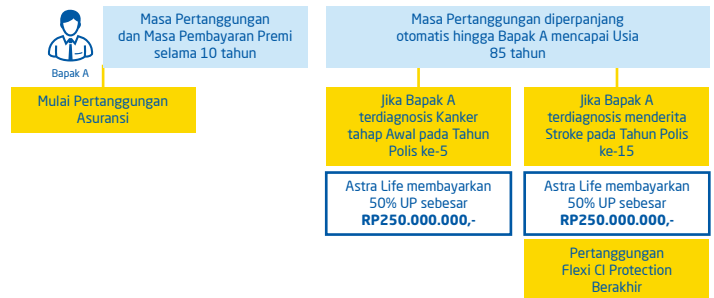 Bapak A
Masa Pertanggungan
dan Masa Pembayaran Premi
selama 10 tahun
Masa Pertanggungan diperpanjang
otomatis hingga Bapak A mencapai Usia
85 tahun
Mulai Pertanggungan
Asuransi
Jika Bapak A
terdiagnosis Kanker
tahap Awal pada Tahun
Polis ke-5
Jika Bapak A
terdiagnosis menderita
Stroke pada Tahun Polis
ke-15
Astra Life membayarkan
50% UP sebesar
RP250.000.000,-
Astra Life membayarkan
50% UP sebesar
RP250.000.000,-
Pertanggungan
Flexi CI Protection
Berakhir